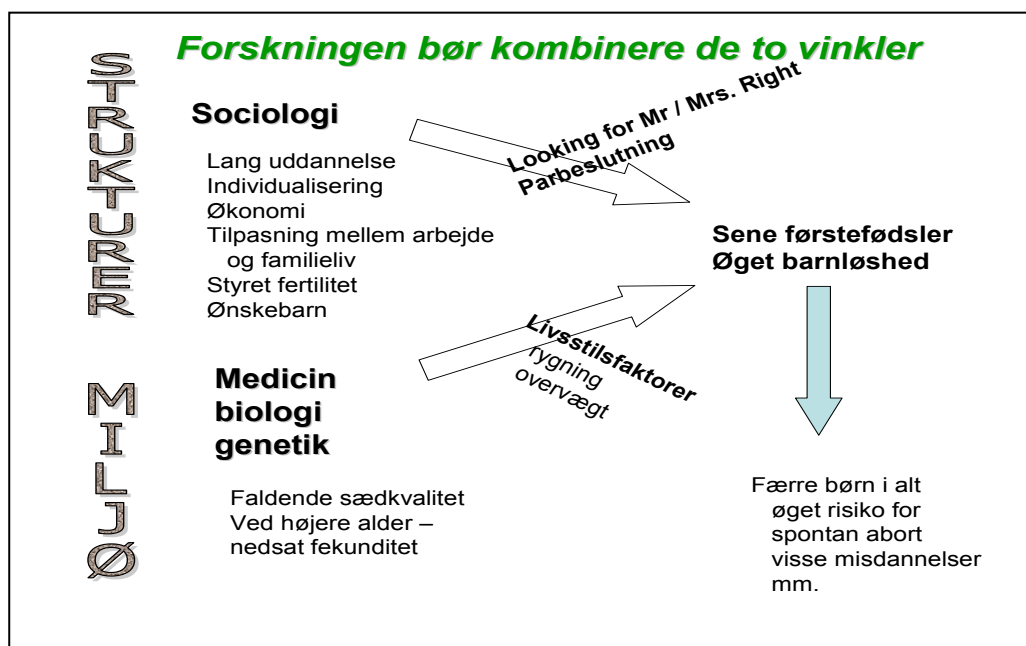 Forskningen bør kombinere de to vinkler
STRUKTURER
Sociologi
Lang uddannelse
Individualisering
Økonomi
Tilpasning mellem arbejde
og familieliv
Styret fertilitet
Ønskebarn
Looking for Mr / Mrs. Right
Parbeslutning
Sene førstefødsler
Øget barnløshed
MILJØ
Medicin
biologi
genetik
Livsstilsfaktorer
rygning
overvægt
Faldende sædkvalitet
Ved højere alder –
nedsat fekunditet
Færre børn i alt
øget risiko for
spontan abort
visse misdannelser
mm.